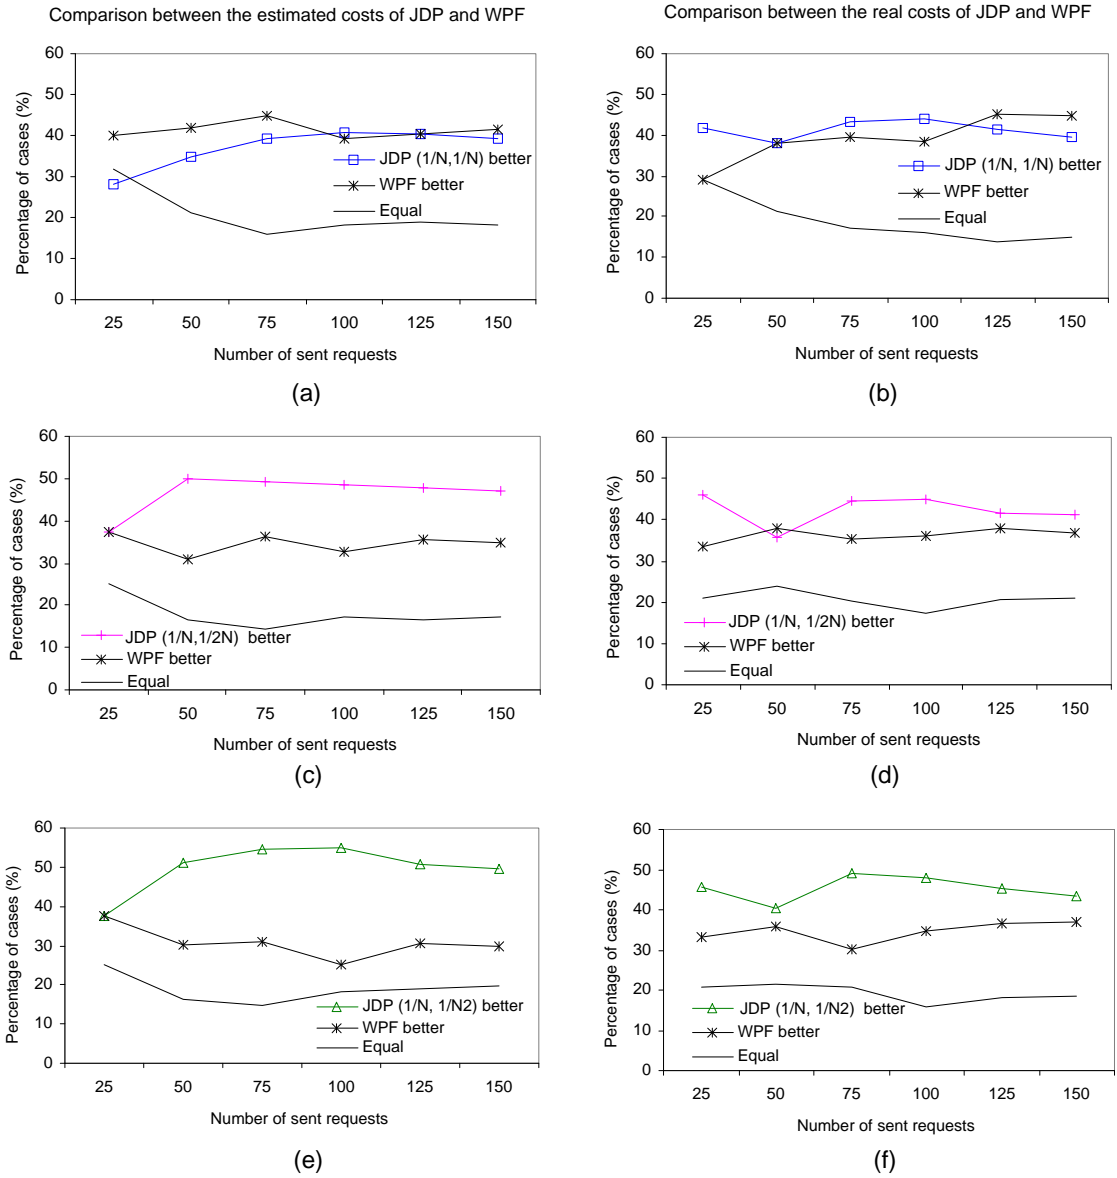 Comparison between the estimated costs of JDP and WPF
Comparison between the real costs of JDP and WPF
Percentage of cases (%)
60
50
40
30
20
10
0
JDP (1/N,1/N) better
WPF better
Equal
25 50 75 100 125 150
Number of sent requests
(a)
Percentage of cases (%)
60
50
40
30
20
10
0
JDP (1/N, 1/N) better
WPF better
Equal
25 50 75 100 125 150
Number of sent requests
(b)
Percentage of cases (%)
60
50
40
30
20
10
0
JDP (1/N,1/2N) better
WPF better
Equal
25 50 75 100 125 150
Number of sent requests
(c)
Percentage of cases (%)
60
50
40
30
20
10
0
JDP (1/N, 1/2N) better
WPF better
Equal
25 50 75 100 125 150
Number of sent requests
(d)
Percentage of cases (%)
60
50
40
30
20
10
0
JDP (1/N, 1/N2) better
WPF better
Equal
25 50 75 100 125 150
Number of sent requests
(e)
Percentage of cases (%)
60
50
40
30
20
10
0
JDP (1/N, 1/N2) better
WPF better
Equal
25 50 75 100 125 150
Number of sent requests
(f)